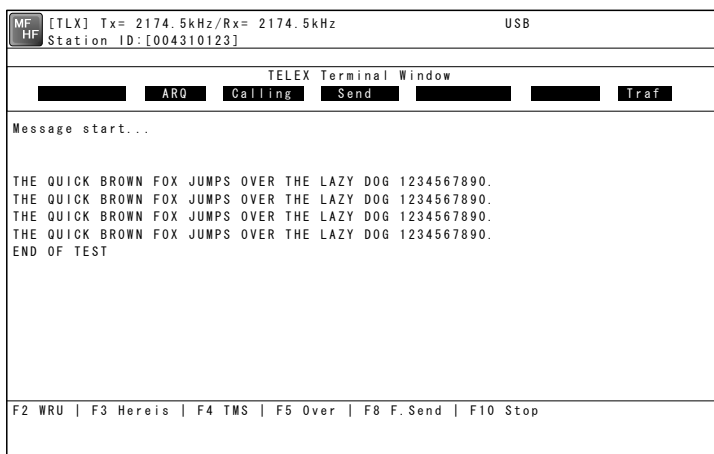 MF HF [TLX] Tx= 2174.5kHz/Rx= 2174.5kHz USB
Station ID:[004310123]
TELEX Terminal Window
ARQ Calling Send Traf
Message start...
THE QUICK BROWN FOX JUMPS OVER THE LAZY DOG 1234567890.
THE QUICK BROWN FOX JUMPS OVER THE LAZY DOG 1234567890.
THE QUICK BROWN FOX JUMPS OVER THE LAZY DOG 1234567890.
THE QUICK BROWN FOX JUMPS OVER THE LAZY DOG 1234567890.
END OF TEST
F2 WRU | F3 Hereis | F4 TMS | F5 Over | F8 F.Send | F10 Stop